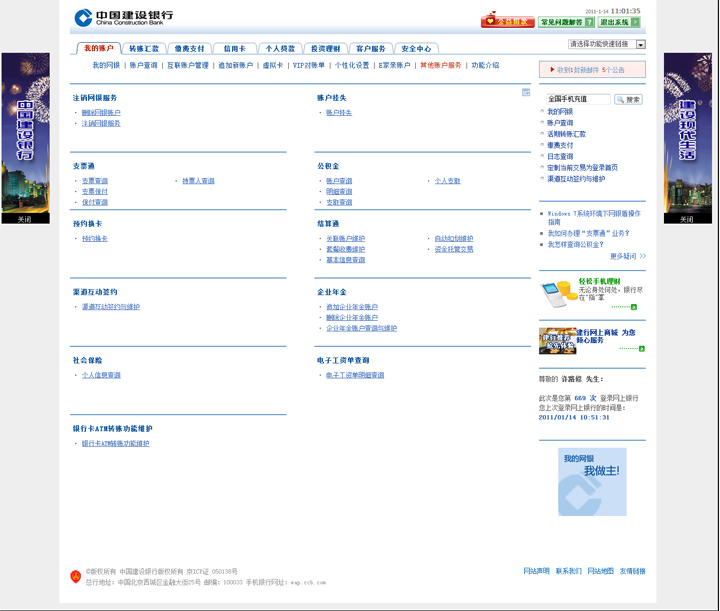 中国建设银行
China Construction Bank
2011-1-14 11:01:35
常见问题解答 ?
退出系统
我的账户 转账汇款 缴费支付 信用卡 个人贷款 投资理财 客户服务 安全中心
请选择功能快速链接
我的网银 | 账户查询 | 互联账户管理 | 追加新账户 | 虚拟卡 | VIP对账单 | 个性化设置 | E家亲账户 | 其他账户服务 | 功能介绍
收到1封新邮件 5个公告
中国建设银行
关闭
建设现代生活
关闭
注销网银服务
删除网银账户
注销网银服务
账户挂失
账户挂失
支票通
支票查询
持票人查询
支票保付
保付查询
公积金
账户查询
个人支取
明细查询
支取查询
预约换卡
预约换卡
结算通
关联账户维护
自动划款维护
套餐收费维护
资金托管交易
基本信息查询
渠道互动签约
渠道互动签约与维护
企业年金
追加企业年金账户
删除企业年金账户
企业年金账户查询与维护
社会保险
个人信息查询
电子工资单查询
电子工资单明细查询
银行卡ATM转账功能维护
银行卡ATM转账功能维护
全国手机充值 搜索
我的网银
账户查询
活期转账汇款
缴费支付
日志查询
定制当前交易为登录首页
渠道互动签约与维护
Windows 7系统环境下网银盾操作指南
我如何办理“支票通”业务?
我怎样查询公积金?
更多疑问 >>
轻松手机理财
无论身处何处，银行尽在“指”掌
建行网上商城 为您倾心服务
尊敬的 许路锦 先生:
此次是您第 669 次 登录网上银行
您上次登录网上银行的时间是:
2011/01/14 10:51:31
我的网银
我做主!
©版权所有 中国建设银行版权所有 京ICP证 050138号
总行地址: 中国北京西城区金融大街25号 邮编: 100033 手机银行网址: wap.ccb.com
网站声明 联系我们 网站地图 友情链接